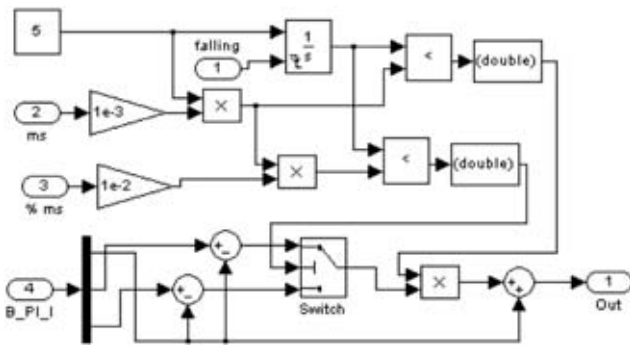 5
falling
1
1
s
<
(double)
2
ms
1e-3
×
<
(double)
3
% ms
1e-2
×
4
B_PI_I
+
−
+
−
Switch
×
+
+
1
Out